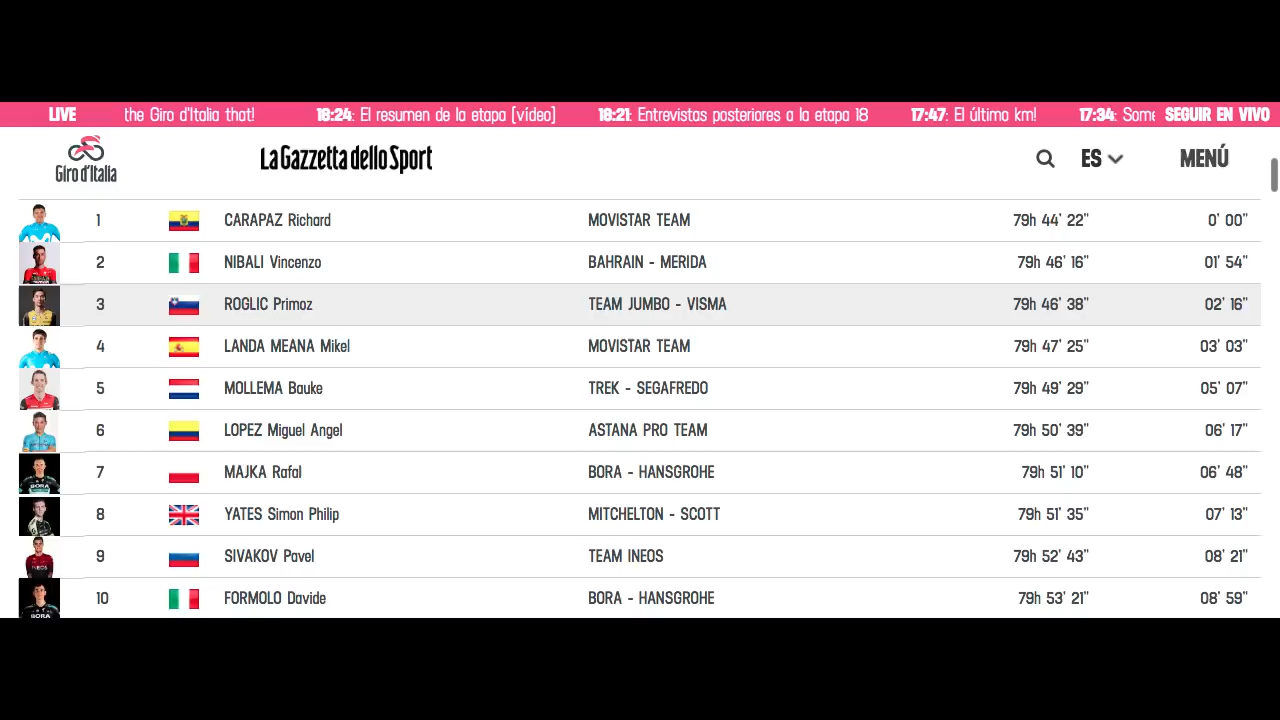 LIVE the Giro d'Italia that! 18:24: El resumen de la etapa [vídeo] 18:21: Entrevistas posteriores a la etapa 18 17:47: El último km! 17:34: Some SEGUIR EN VIVO
Giro d'Italia La Gazzetta dello Sport ES MENÚ
1 CARAPAZ Richard MOVISTAR TEAM 79h 44' 22" 0' 00"
2 NIBALI Vincenzo BAHRAIN - MERIDA 79h 46' 16" 01' 54"
3 ROGLIC Primoz TEAM JUMBO - VISMA 79h 46' 38" 02' 16"
4 LANDA MEANA Mikel MOVISTAR TEAM 79h 47' 25" 03' 03"
5 MOLLEMA Bauke TREK - SEGAFREDO 79h 49' 29" 05' 07"
6 LOPEZ Miguel Angel ASTANA PRO TEAM 79h 50' 39" 06' 17"
7 MAJKA Rafal BORA - HANSGROHE 79h 51' 10" 06' 48"
8 YATES Simon Philip MITCHELTON - SCOTT 79h 51' 35" 07' 13"
9 SIVAKOV Pavel TEAM INEOS 79h 52' 43" 08' 21"
10 FORMOLO Davide BORA - HANSGROHE 79h 53' 21" 08' 59"